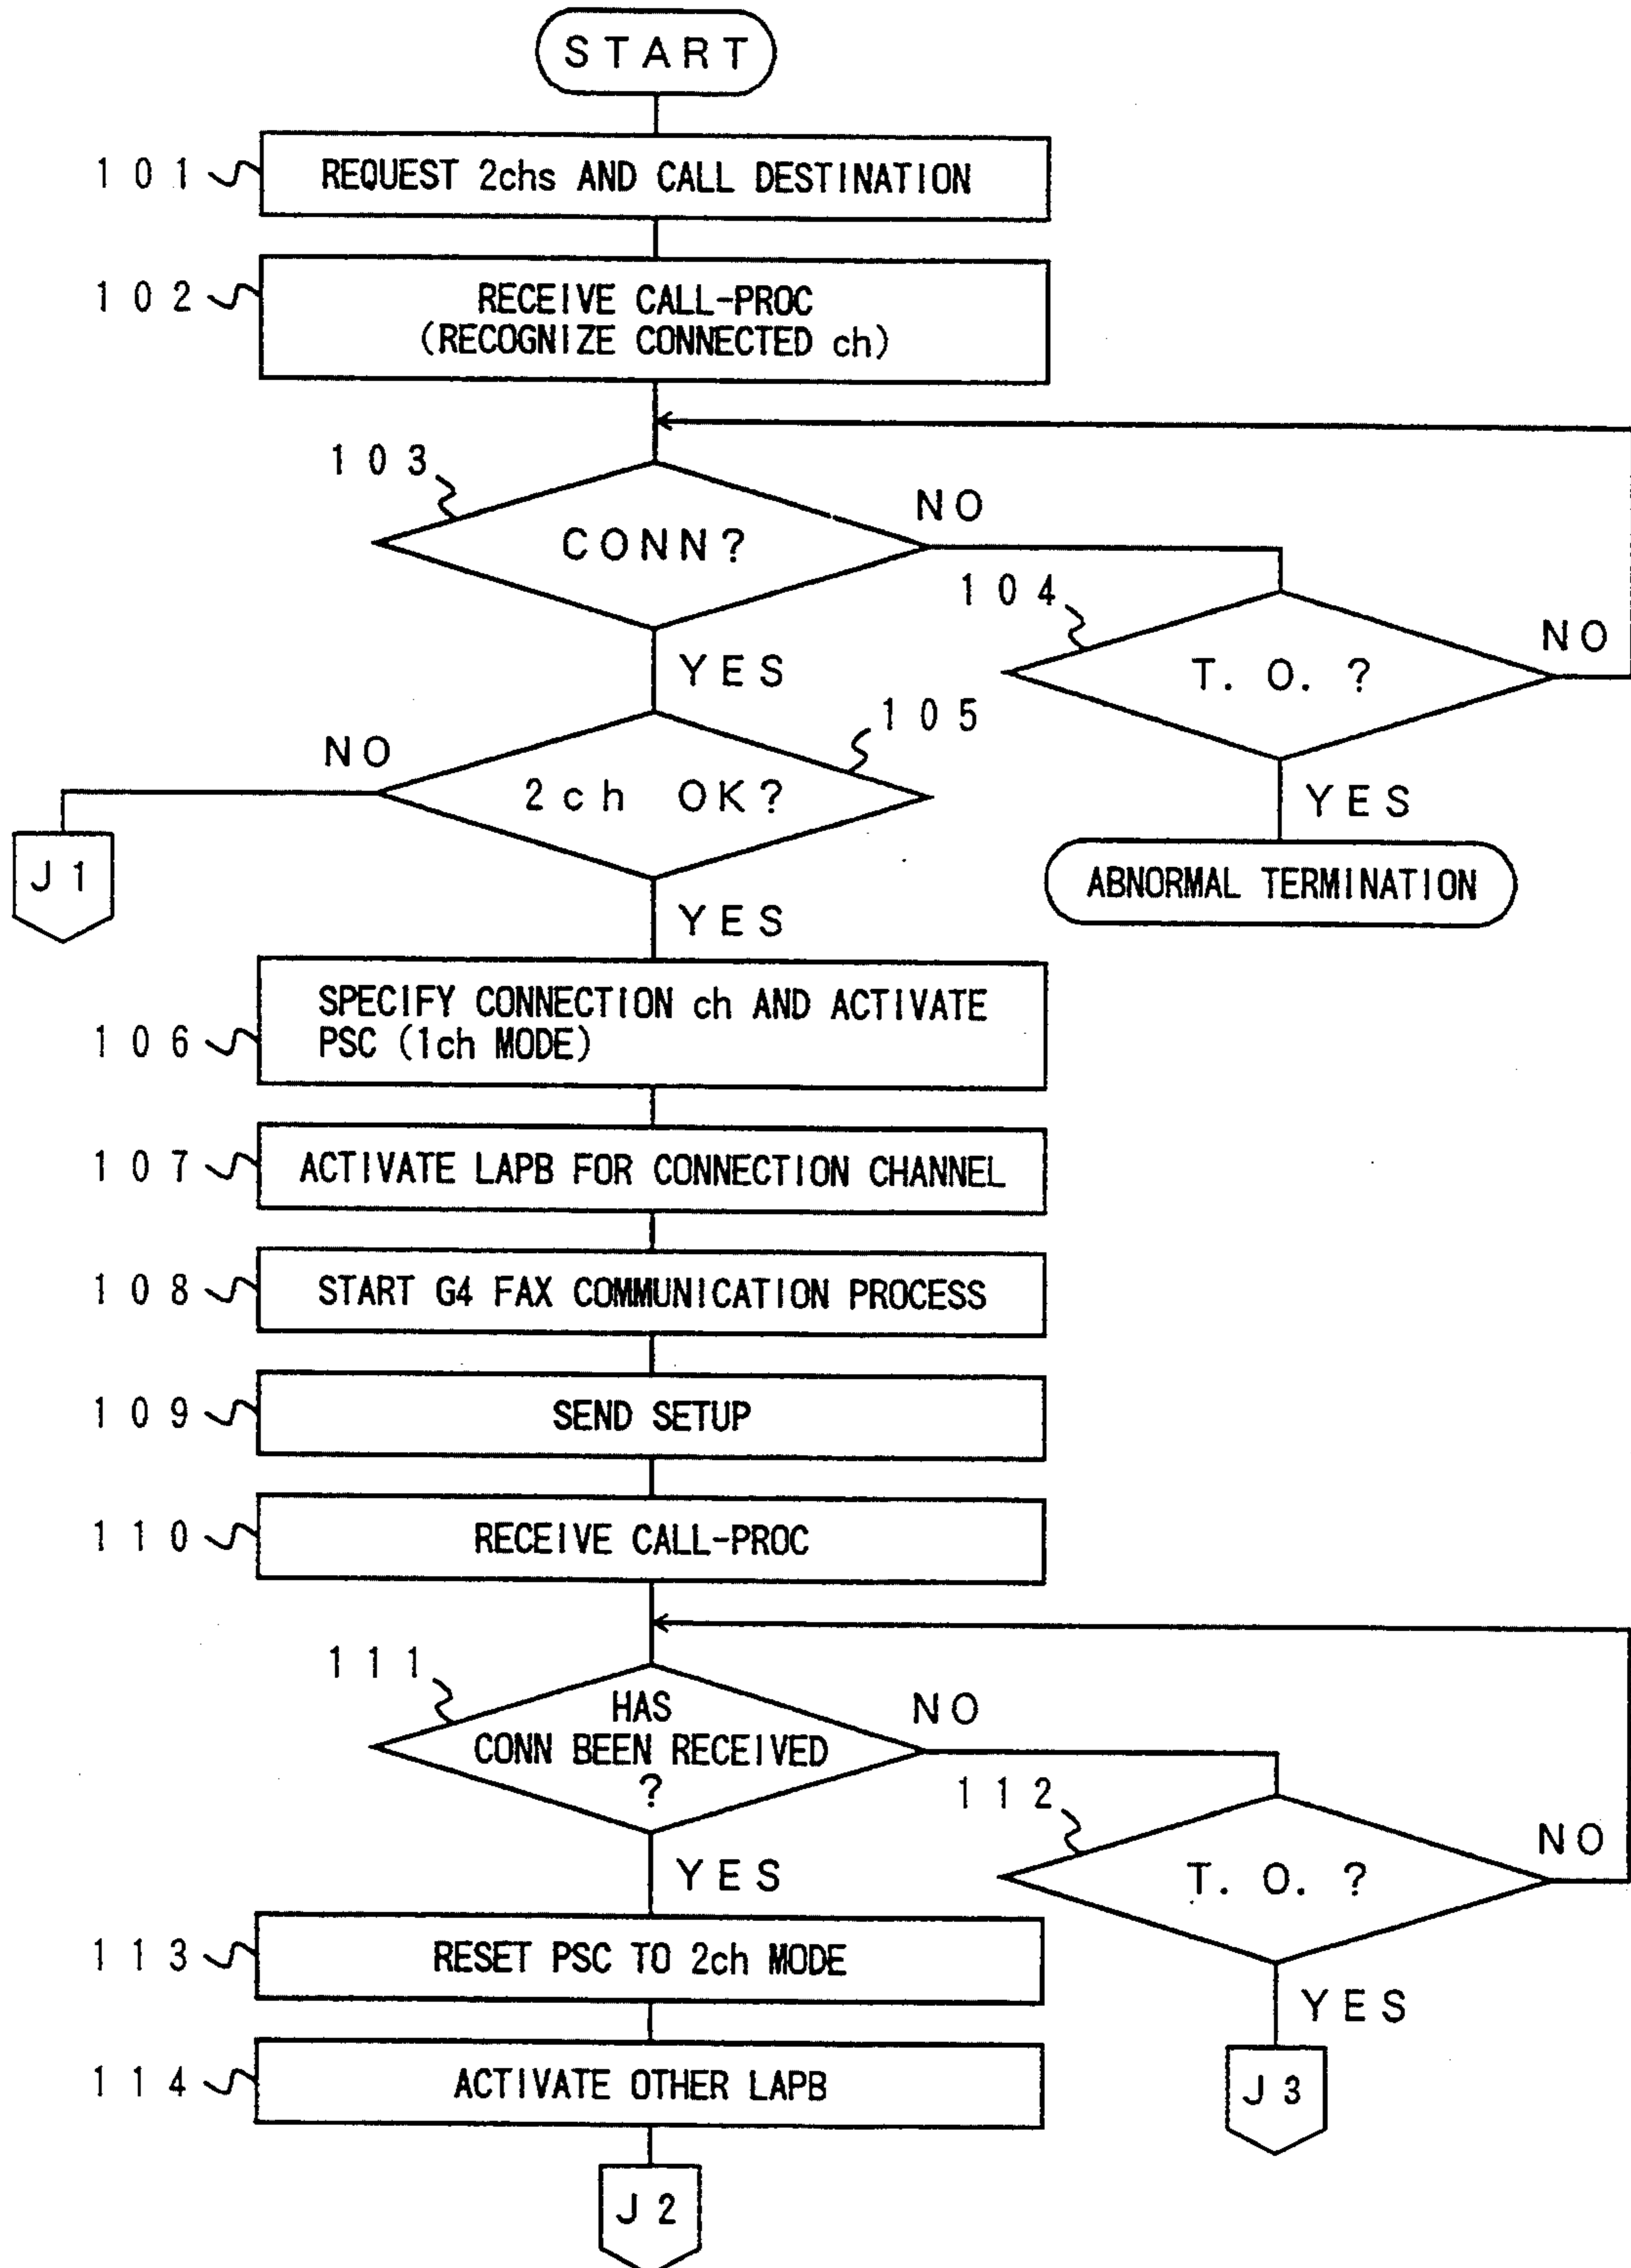 START
101
REQUEST 2chs AND CALL DESTINATION
102
RECEIVE CALL-PROC
(RECOGNIZE CONNECTED ch)
103
CONN?
NO
104
T. O. ?
NO
YES
YES
ABNORMAL TERMINATION
105
2ch OK?
NO
J1
YES
106
SPECIFY CONNECTION ch AND ACTIVATE
PSC (1ch MODE)
107
ACTIVATE LAPB FOR CONNECTION CHANNEL
108
START G4 FAX COMMUNICATION PROCESS
109
SEND SETUP
110
RECEIVE CALL-PROC
111
HAS
CONN BEEN RECEIVED
?
NO
112
T. O. ?
NO
YES
YES
J3
113
RESET PSC TO 2ch MODE
114
ACTIVATE OTHER LAPB
J2